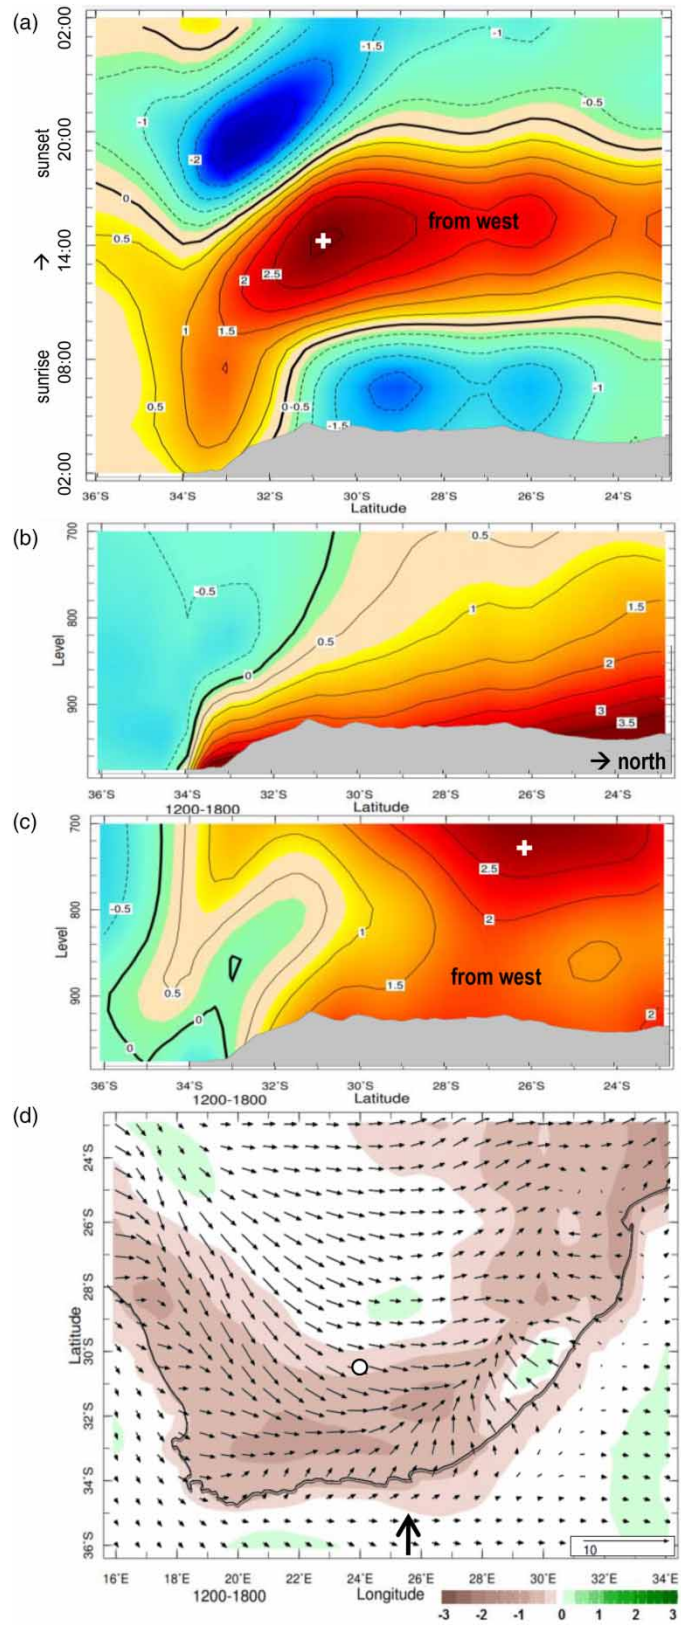 (a)
02:00
sunset
20:00
→
14:00
sunrise
08:00
02:00
-1.5
-1
-0.5
-1
-2
0
0.5
from west
2.5
2
1
1.5
0.5
0
-0.5
-1
-1.5
36°S 34°S 32°S 30°S 28°S 26°S 24°S
Latitude
(b)
700
800
900
Level
0.5
-0.5
1
1.5
0.5
2
0
3
3.5
→ north
36°S 34°S 32°S 30°S 28°S 26°S 24°S
1200-1800 Latitude
(c)
700
800
900
Level
2.5
-0.5
2
1
from west
1.5
0.5
0
0
2
36°S 34°S 32°S 30°S 28°S 26°S 24°S
1200-1800 Latitude
(d)
24°S
26°S
28°S
30°S
32°S
34°S
36°S
Latitude
10
16°E 18°E 20°E 22°E 24°E 26°E 28°E 30°E 32°E 34°E
1200-1800 Longitude
-3 -2 -1 0 1 2 3